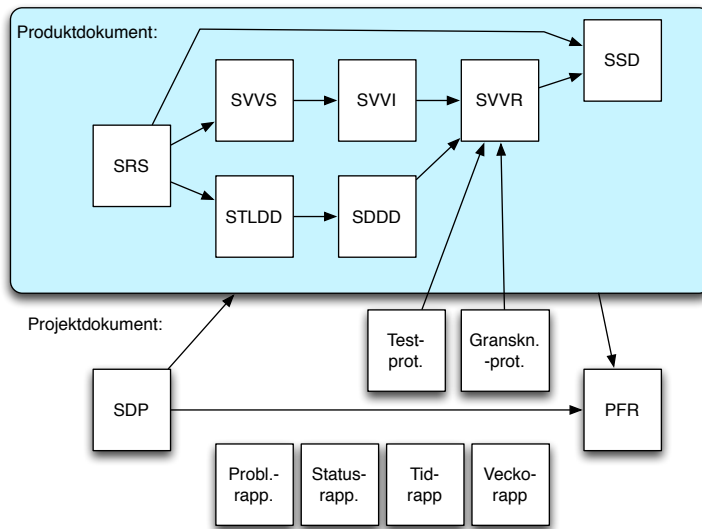 Produktdokument:
SSD
SVVS
SVVI
SVVR
SRS
STLDD
SDDD
Projektdokument:
Test-
prot.
Granskn.
-prot.
SDP
PFR
Probl.-
rapp.
Status-
rapp.
Tid-
rapp
Vecko-
rapp